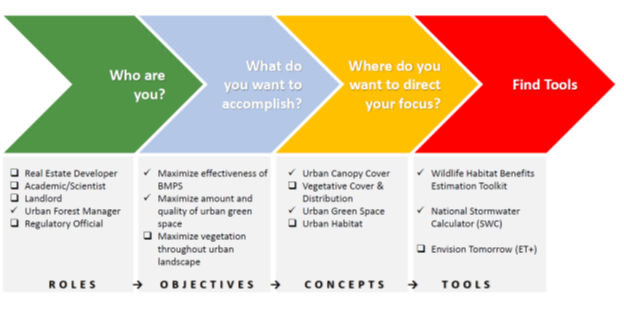 Who are
you?
What do
you want to
accomplish?
Where do you
want to direct
your focus?
Find Tools
☐ Real Estate Developer
☐ Academic/Scientist
☐ Landlord
✓ Urban Forest Manager
☐ Regulatory Official
✓ Maximize effectiveness of
BMPS
✓ Maximize amount and
quality of urban green
space
☐ Maximize vegetation
throughout urban
landscape
✓ Urban Canopy Cover
☐ Vegetative Cover &
Distribution
✓ Urban Green Space
☐ Urban Habitat
✓ Wildlife Habitat Benefits
Estimation Toolkit
✓ National Stormwater
Calculator (SWC)
☐ Envision Tomorrow (ET+)
ROLES → OBJECTIVES → CONCEPTS → TOOLS